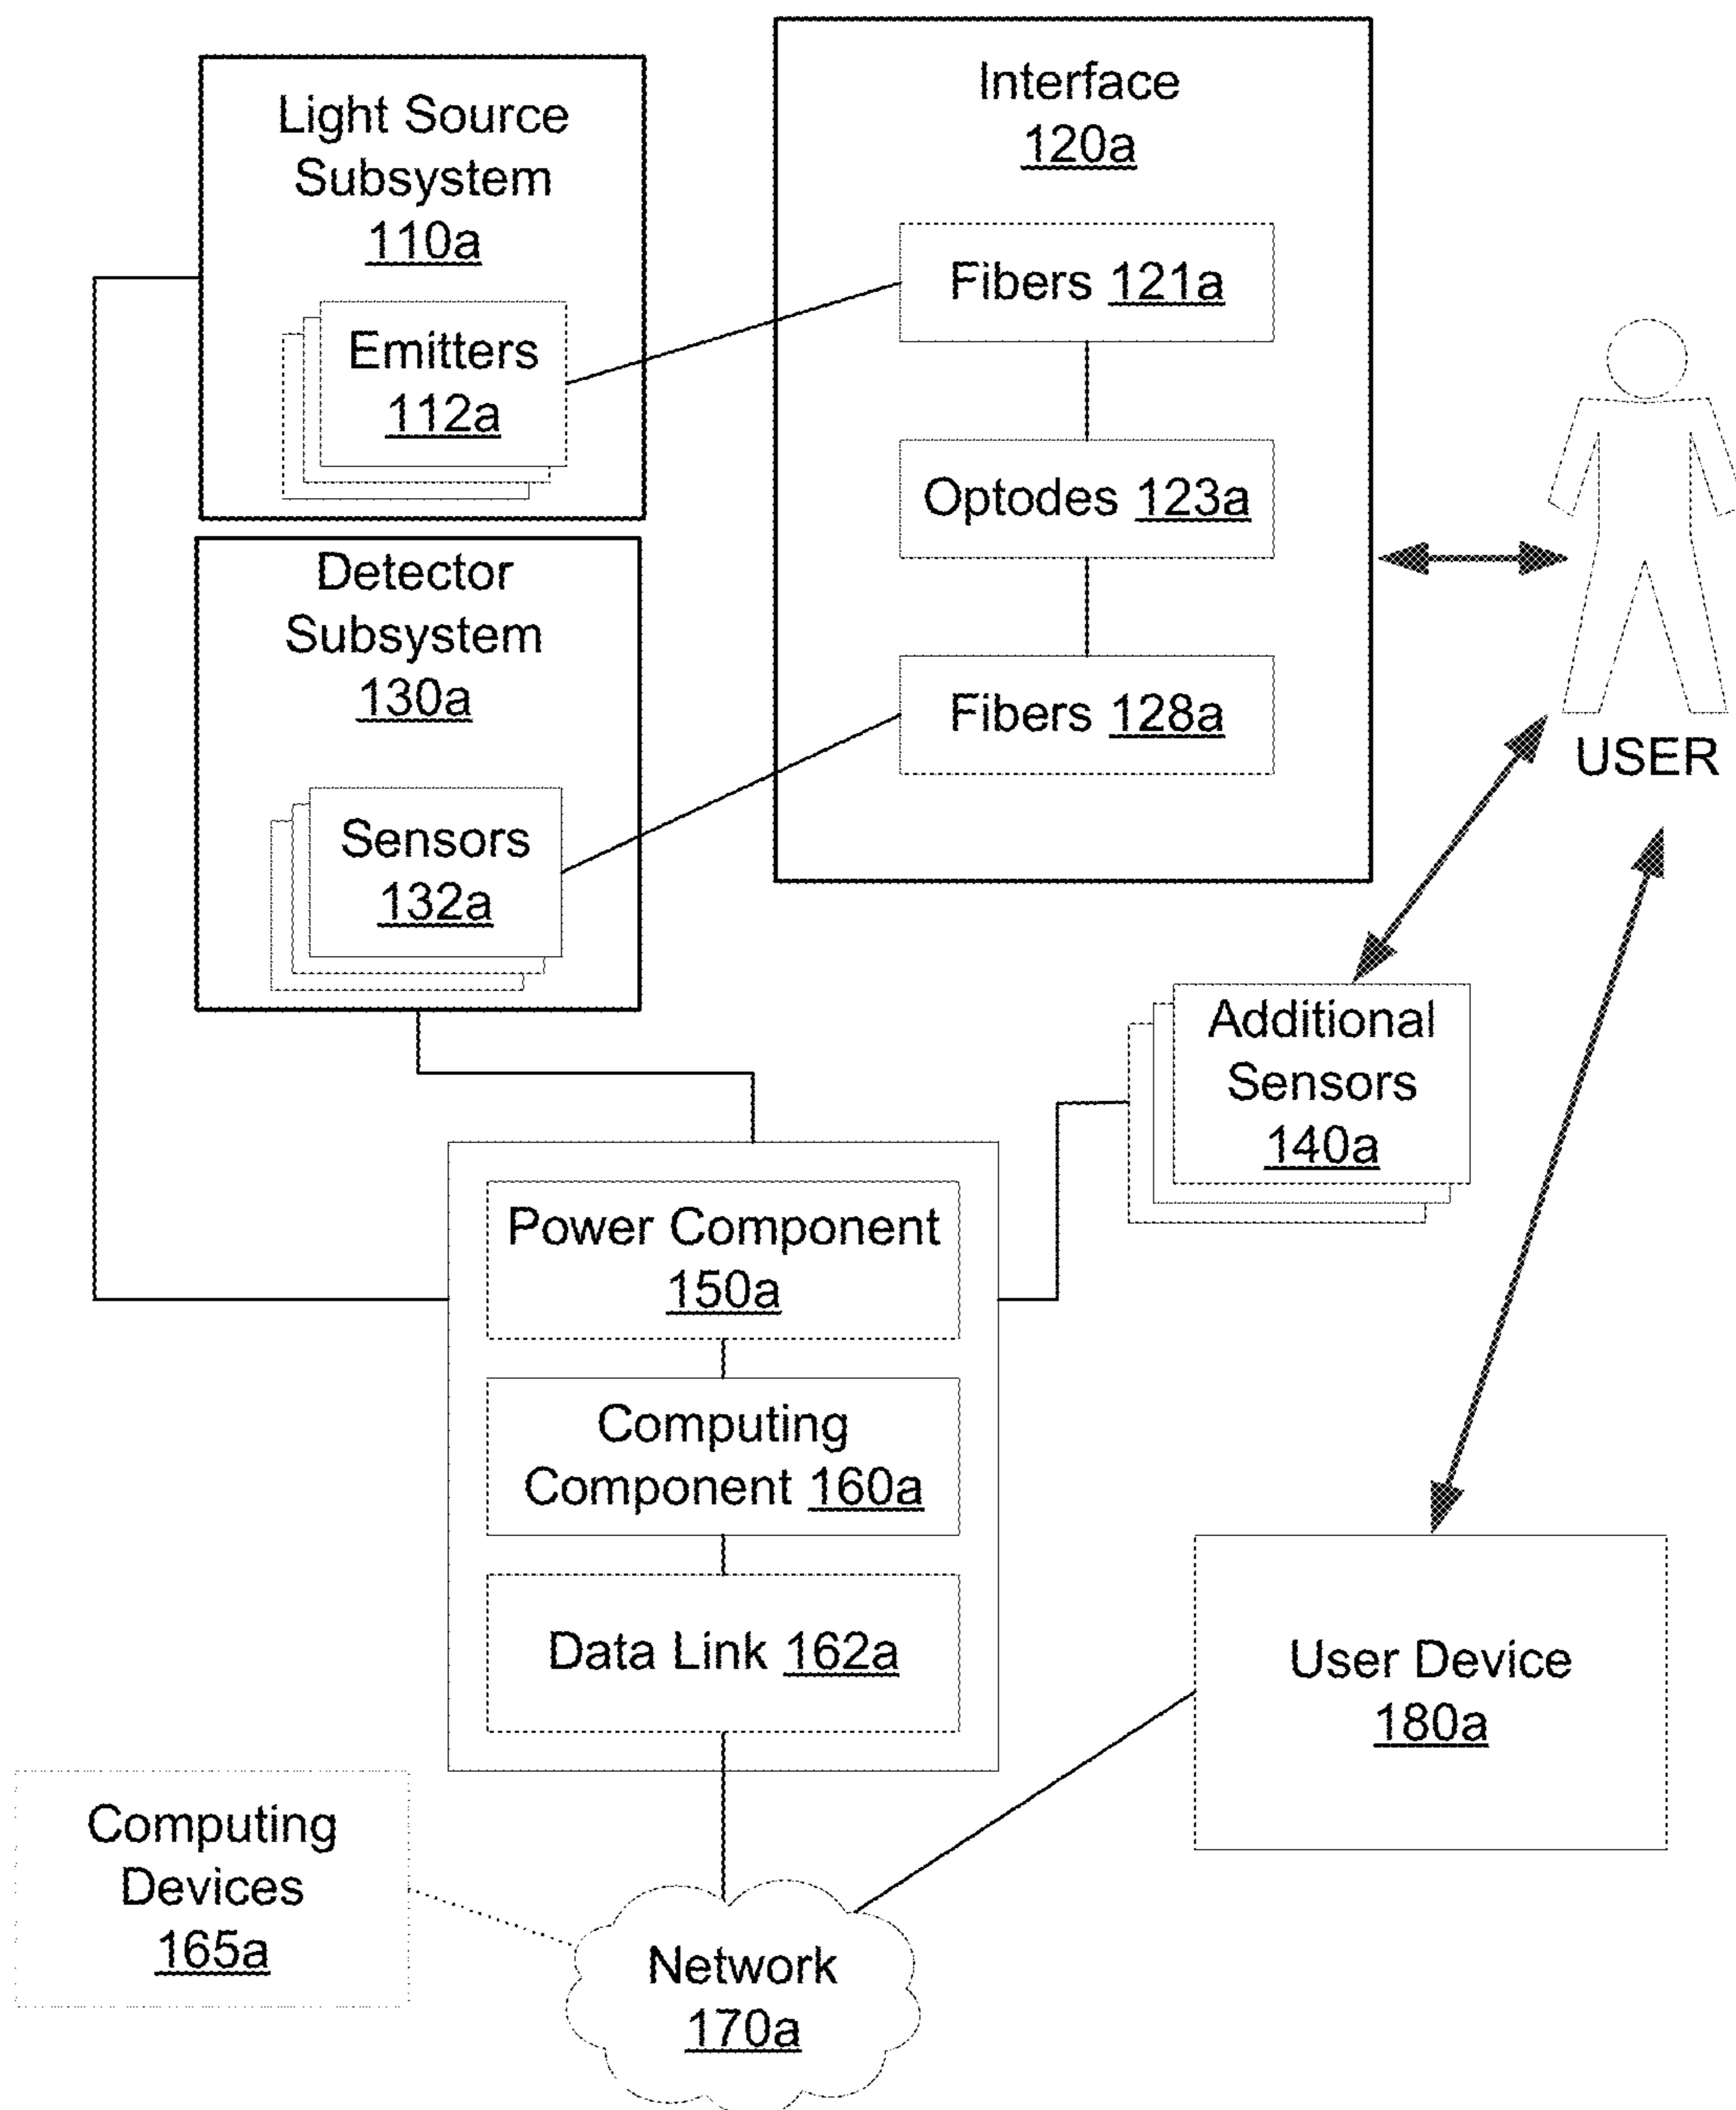 Light Source
Subsystem
110a
Emitters
112a
Interface
120a
Fibers 121a
Optodes 123a
Fibers 128a
Detector
Subsystem
130a
Sensors
132a
USER
Additional
Sensors
140a
Power Component
150a
Computing
Component 160a
Data Link 162a
User Device
180a
Computing
Devices
165a
Network
170a